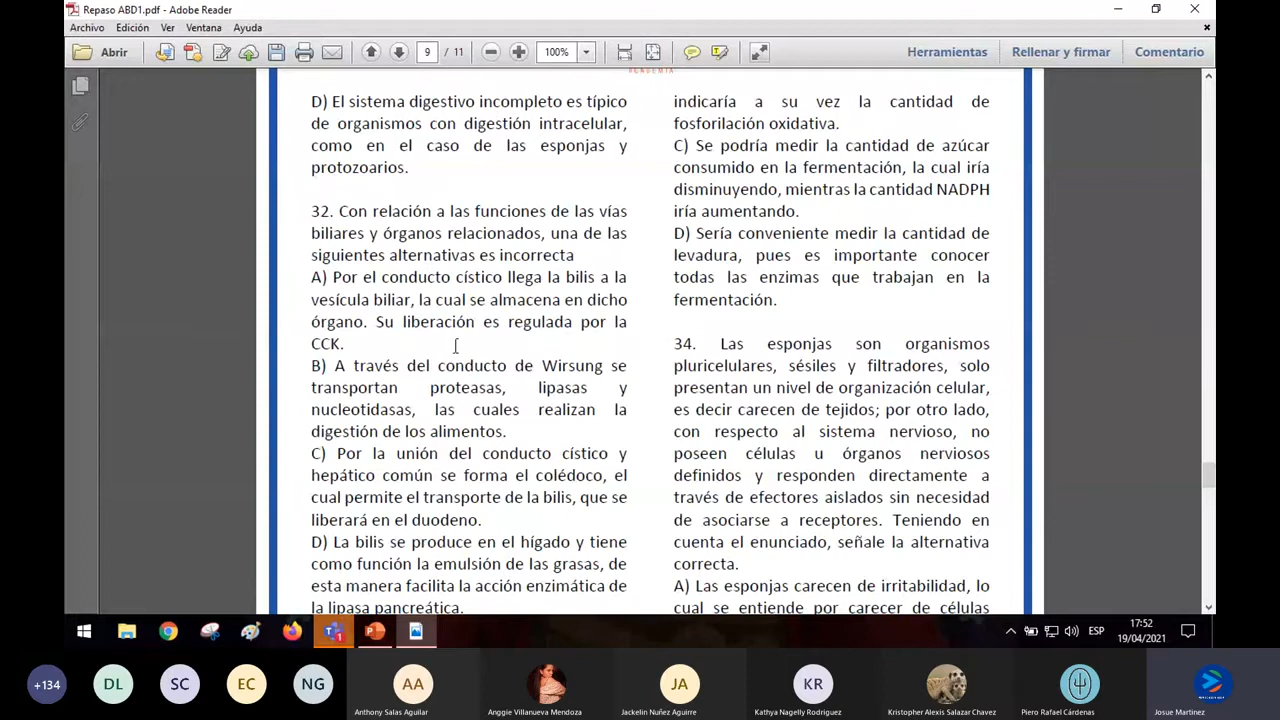 Repaso ABD1.pdf - Adobe Reader
Archivo Edición Ver Ventana Ayuda
Abrir 9 / 11 100% Herramientas Rellenar y firmar Comentario
ACADEMIA
D) El sistema digestivo incompleto es típico
de organismos con digestión intracelular,
como en el caso de las esponjas y
protozoarios.
32. Con relación a las funciones de las vías
biliares y órganos relacionados, una de las
siguientes alternativas es incorrecta
A) Por el conducto cístico llega la bilis a la
vesícula biliar, la cual se almacena en dicho
órgano. Su liberación es regulada por la
CCK.
B) A través del conducto de Wirsung se
transportan proteasas, lipasas y
nucleotidasas, las cuales realizan la
digestión de los alimentos.
C) Por la unión del conducto cístico y
hepático común se forma el colédoco, el
cual permite el transporte de la bilis, que se
liberará en el duodeno.
D) La bilis se produce en el hígado y tiene
como función la emulsión de las grasas, de
esta manera facilita la acción enzimática de
la lipasa pancreática.
indicaría a su vez la cantidad de
fosforilación oxidativa.
C) Se podría medir la cantidad de azúcar
consumido en la fermentación, la cual iría
disminuyendo, mientras la cantidad NADPH
iría aumentando.
D) Sería conveniente medir la cantidad de
levadura, pues es importante conocer
todas las enzimas que trabajan en la
fermentación.
34. Las esponjas son organismos
pluricelulares, sésiles y filtradores, solo
presentan un nivel de organización celular,
es decir carecen de tejidos; por otro lado,
con respecto al sistema nervioso, no
poseen células u órganos nerviosos
definidos y responden directamente a
través de efectores aislados sin necesidad
de asociarse a receptores. Teniendo en
cuenta el enunciado, señale la alternativa
correcta.
A) Las esponjas carecen de irritabilidad, lo
cual se entiende por carecer de células
1 ESP 17:52
19/04/2021
+134 DL SC EC NG AA JA KR
Anthony Salas Aguilar Anggie Villanueva Mendoza Jackelin Nuñez Aguirre Kathya Nagelly Rodriguez Kristopher Alexis Salazar Chavez Piero Rafael Cárdenas Josue Martinez